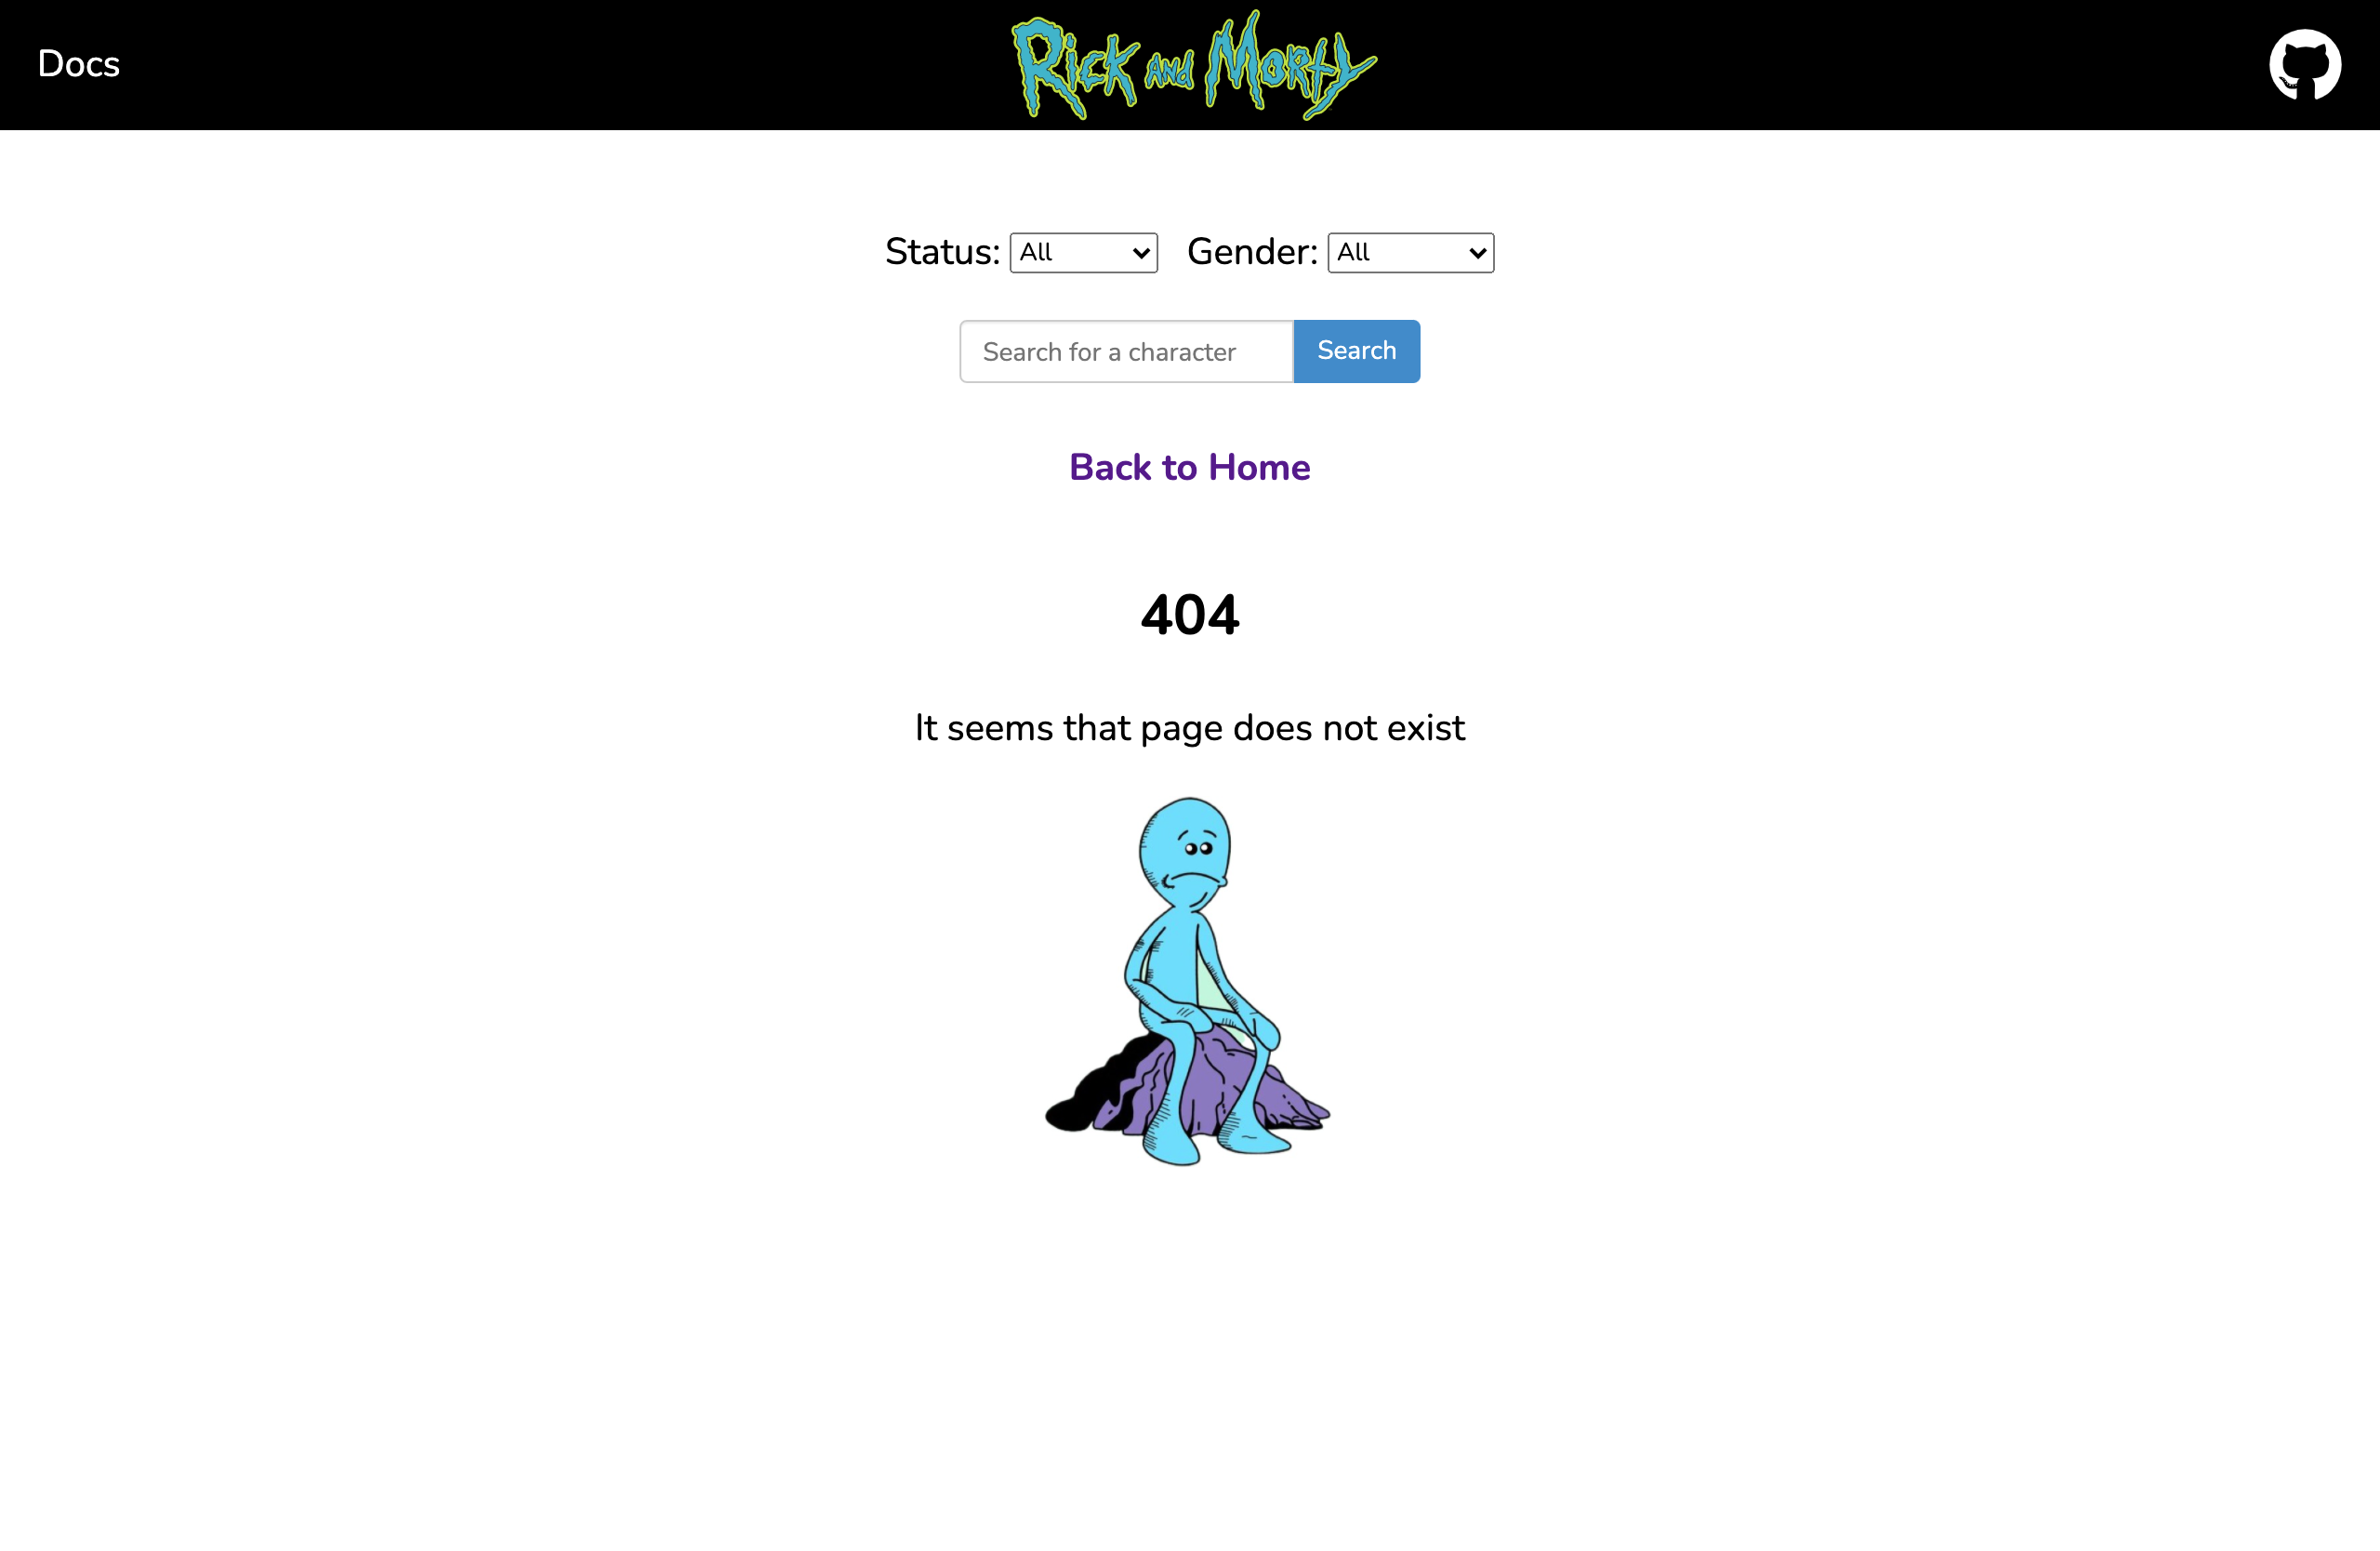 Docs
Rick and Morty
Status: All Gender: All
Search for a character Search
Back to Home
404
It seems that page does not exist